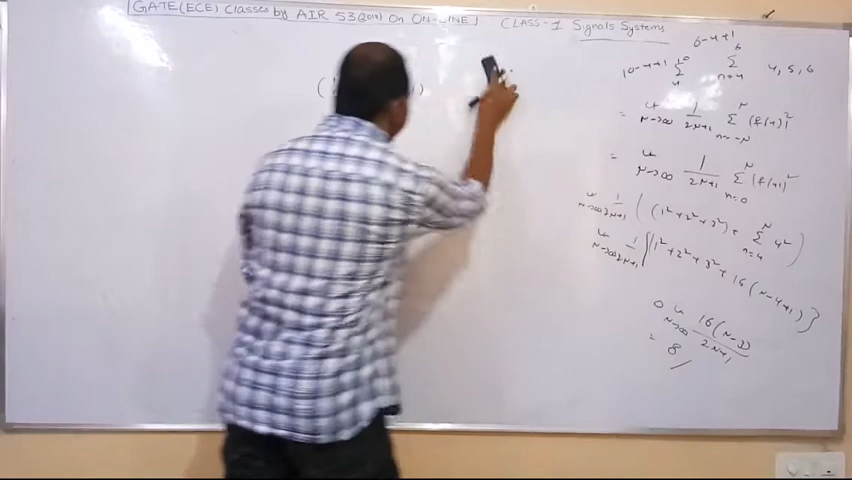 GATE(ECE) Classes by AIR 53(2014) On ON-LINE | CLASS-1 Signals Systems
6-4+1
10-4+1 10 Σ 4 6 Σ n=4 4, 5, 6
= Lt N→∞ 1/2N+1 N Σ n=-N (f(n))²
= Lt N→∞ 1/2N+1 N Σ n=0 (f(n))²
Lt N→∞ 1/2N+1 ( (1²+2²+3²) + N Σ n=4 4² )
Lt N→∞ 1/2N+1 { (1²+2²+3²+16(N-4+1) }
0 Lt N→∞ 16(N-3)/2N+1
= 8